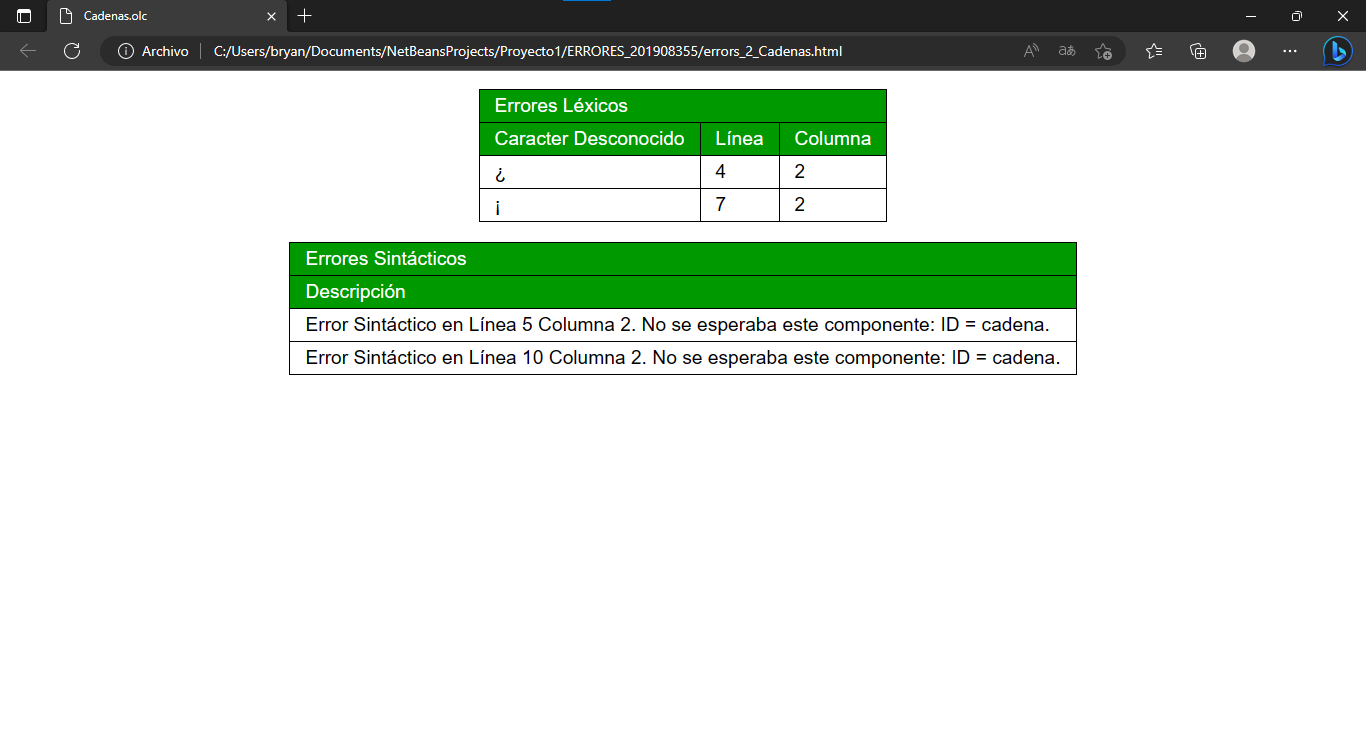 Cadenas.olc
Archivo C:/Users/bryan/Documents/NetBeansProjects/Proyecto1/ERRORES_201908355/errors_2_Cadenas.html
Errores Léxicos
Caracter Desconocido Línea Columna
¿ 4 2
¡ 7 2
Errores Sintácticos
Descripción
Error Sintáctico en Línea 5 Columna 2. No se esperaba este componente: ID = cadena.
Error Sintáctico en Línea 10 Columna 2. No se esperaba este componente: ID = cadena.